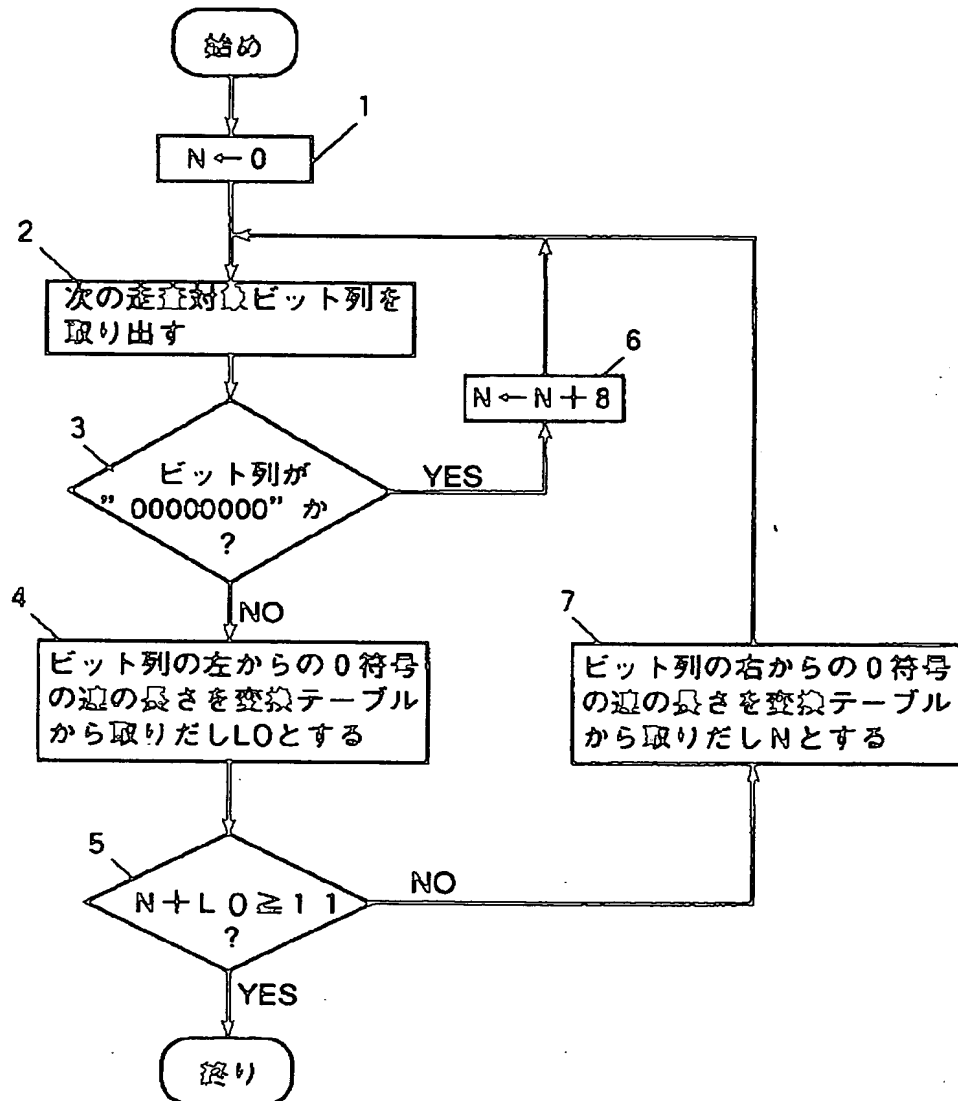 始め
1
N←0
2
次の走査対象ビット列を
取り出す
6
N←N+8
3
ビット列が
"00000000"か
?
YES
NO
4
ビット列の左からの0符号
の連の長さを変換テーブル
から取りだしL0とする
7
ビット列の右からの0符号
の連の長さを変換テーブル
から取りだしNとする
5
N+L0≧11
?
NO
YES
終り